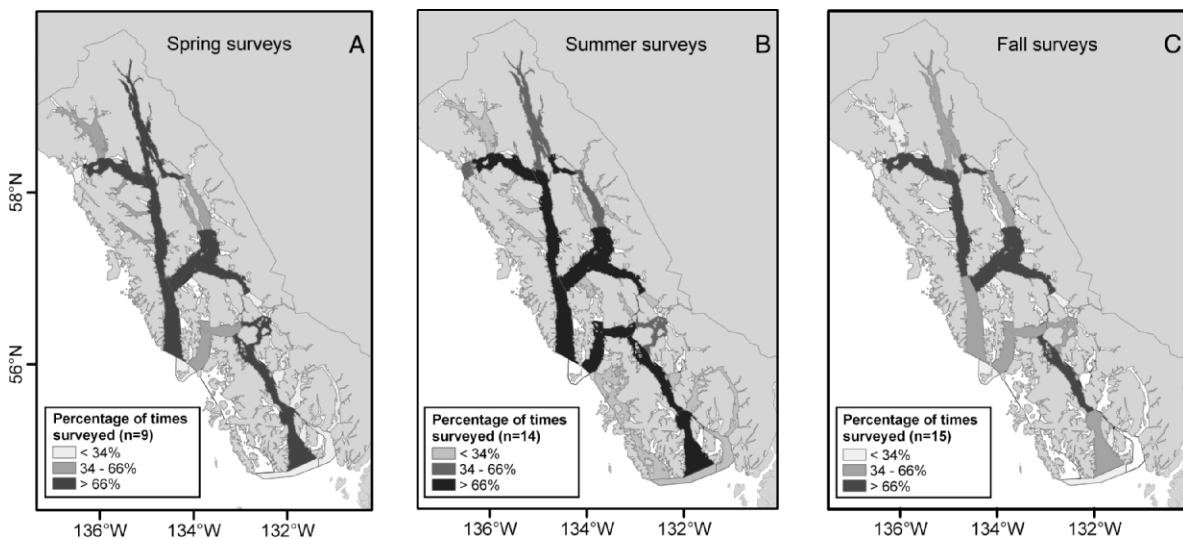 Spring surveys A
58°N
56°N
Percentage of times
surveyed (n=9)
< 34%
34 - 66%
> 66%
136°W 134°W 132°W
Summer surveys B
Percentage of times
surveyed (n=14)
< 34%
34 - 66%
> 66%
136°W 134°W 132°W
Fall surveys C
Percentage of times
surveyed (n=15)
< 34%
34 - 66%
> 66%
136°W 134°W 132°W